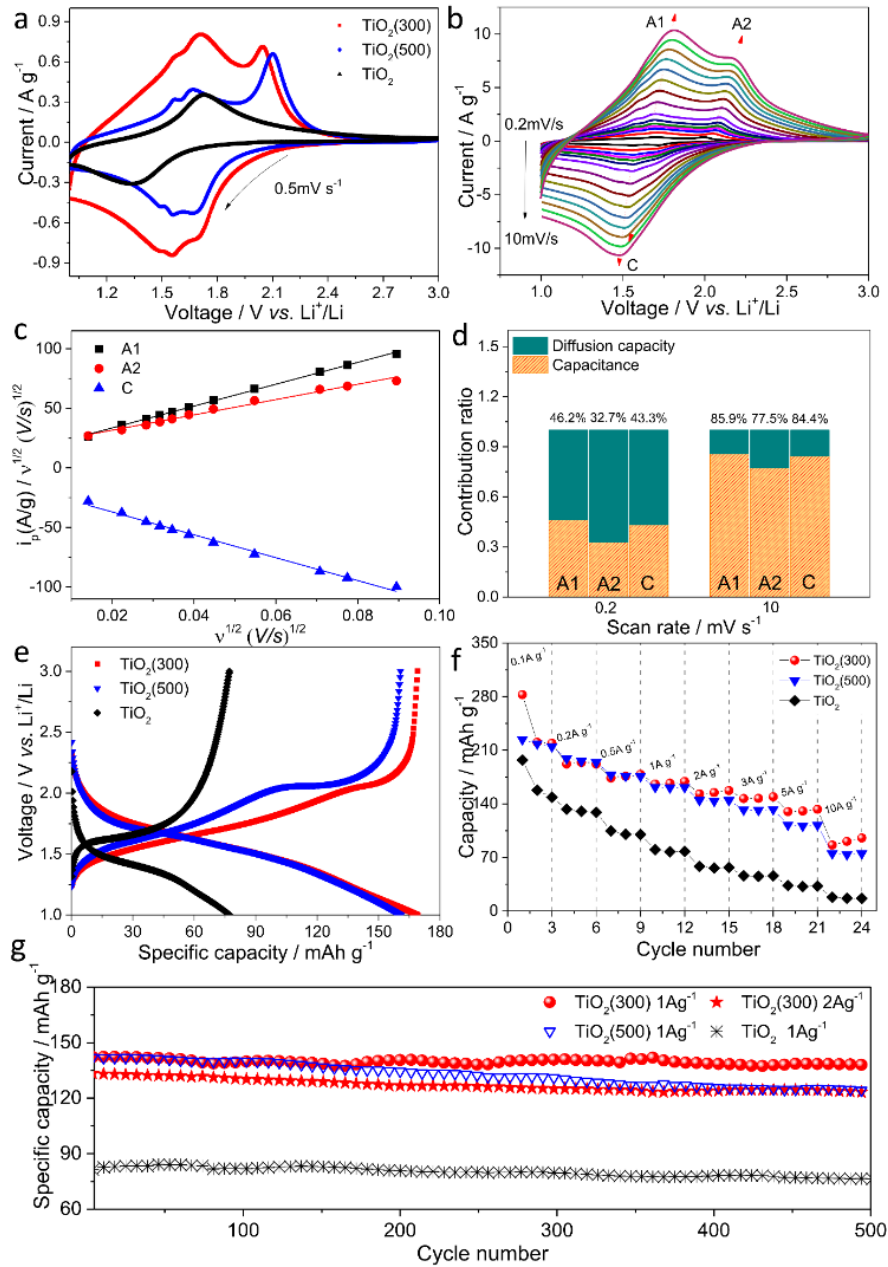 a
TiO₂(300)
TiO₂(500)
TiO₂
0.5mV s⁻¹
Current / A g⁻¹
0.9
0.6
0.3
0.0
-0.3
-0.6
-0.9
1.2 1.5 1.8 2.1 2.4 2.7 3.0
Voltage / V vs. Li⁺/Li
b
A1 A2
0.2mV/s
10mV/s
C
Current / A g⁻¹
10
5
0
-5
-10
1.0 1.5 2.0 2.5 3.0
Voltage / V vs. Li⁺/Li
c
A1
A2
C
iₚ(A/g) / v¹ᐟ² (V/s)¹ᐟ²
100
50
0
-50
-100
0.02 0.04 0.06 0.08 0.10
v¹ᐟ² (V/s)¹ᐟ²
d
Diffusion capacity
Capacitance
46.2% 32.7% 43.3% 85.9% 77.5% 84.4%
A1 A2 C A1 A2 C
Contribution ratio
1.5
1.2
0.9
0.6
0.3
0.0
0.2 10
Scan rate / mV s⁻¹
e
TiO₂(300)
TiO₂(500)
TiO₂
Voltage / V vs. Li⁺/Li
3.0
2.5
2.0
1.5
1.0
0 30 60 90 120 150 180
Specific capacity / mAh g⁻¹
f
TiO₂(300)
TiO₂(500)
TiO₂
0.1A g⁻¹
0.2A g⁻¹
0.5A g⁻¹
1A g⁻¹
2A g⁻¹
3A g⁻¹
5A g⁻¹
10A g⁻¹
Capacity / mAh g⁻¹
350
280
210
140
70
0
0 3 6 9 12 15 18 21 24
Cycle number
g
TiO₂(300) 1Ag⁻¹ TiO₂(300) 2Ag⁻¹
TiO₂(500) 1Ag⁻¹ TiO₂ 1Ag⁻¹
Specific capacity / mAh g⁻¹
180
150
120
90
60
100 200 300 400 500
Cycle number